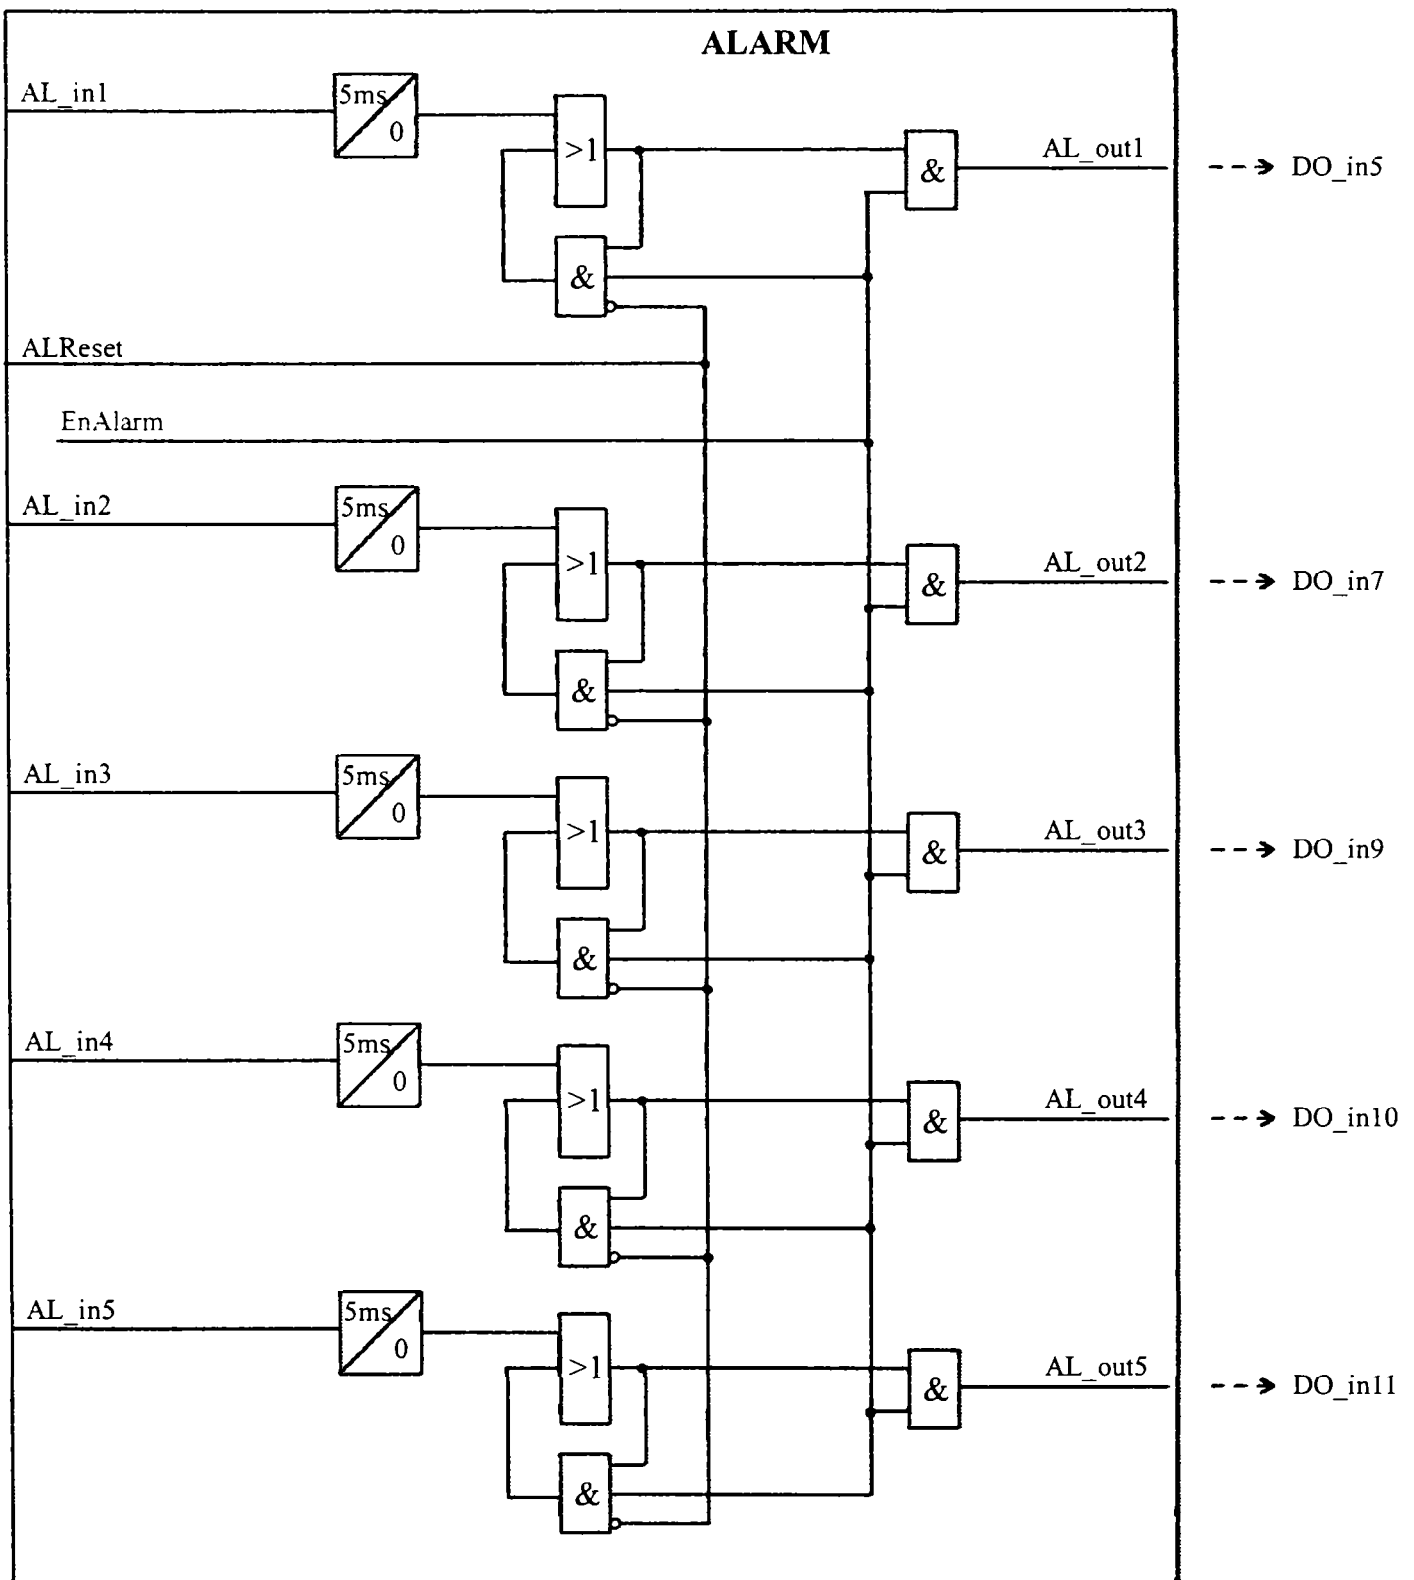 ALARM
AL_in1
5ms
0
>1
&
&
AL_out1
DO_in5
ALReset
EnAlarm
AL_in2
5ms
0
>1
&
&
AL_out2
DO_in7
AL_in3
5ms
0
>1
&
&
AL_out3
DO_in9
AL_in4
5ms
0
>1
&
&
AL_out4
DO_in10
AL_in5
5ms
0
>1
&
&
AL_out5
DO_in11